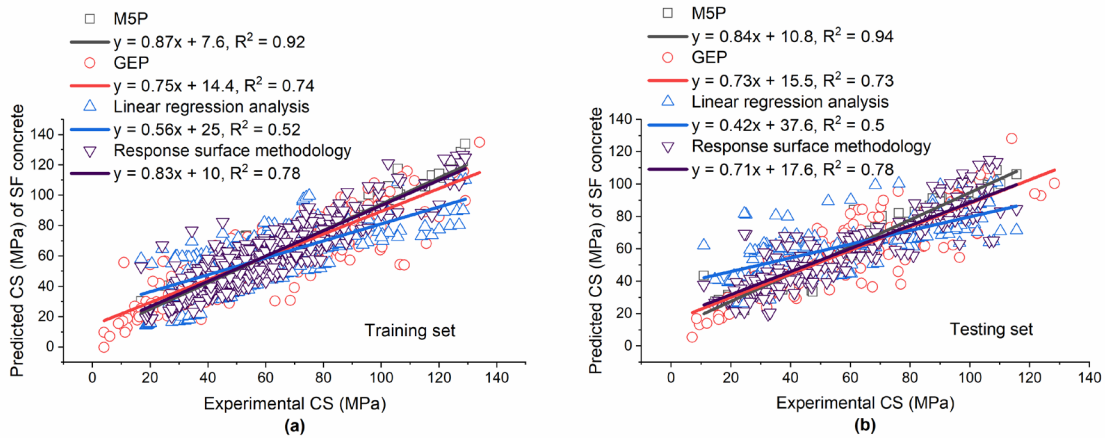 M5P
y = 0.87x + 7.6, R² = 0.92
GEP
y = 0.75x + 14.4, R² = 0.74
Linear regression analysis
y = 0.56x + 25, R² = 0.52
Response surface methodology
y = 0.83x + 10, R² = 0.78
Predicted CS (MPa) of SF concrete
140
120
100
80
60
40
20
0
Training set
0 20 40 60 80 100 120 140
Experimental CS (MPa)
(a)
M5P
y = 0.84x + 10.8, R² = 0.94
GEP
y = 0.73x + 15.5, R² = 0.73
Linear regression analysis
y = 0.42x + 37.6, R² = 0.5
Response surface methodology
y = 0.71x + 17.6, R² = 0.78
Predicted CS (MPa) of SF concrete
140
120
100
80
60
40
20
0
Testing set
0 20 40 60 80 100 120 140
Experimental CS (MPa)
(b)